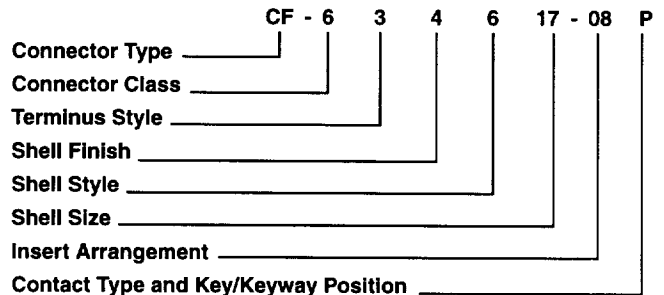 CF - 6 3 4 6 17 - 08 P
Connector Type
Connector Class
Terminus Style
Shell Finish
Shell Style
Shell Size
Insert Arrangement
Contact Type and Key/Keyway Position